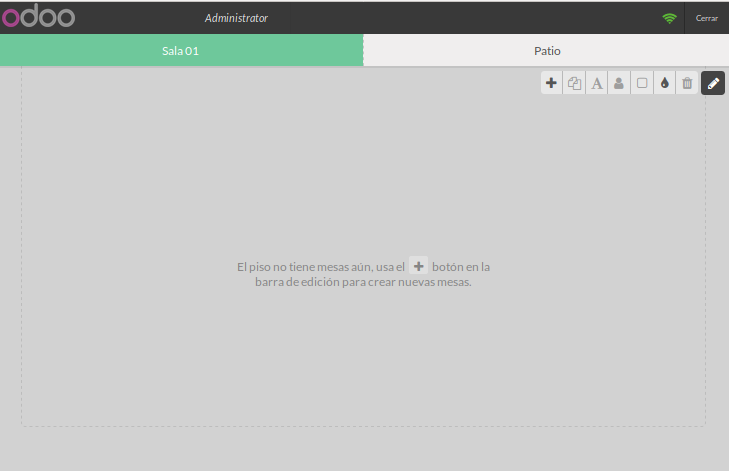 odoo
Administrator
Cerrar
Sala 01
Patio
A
El piso no tiene mesas aún, usa el + botón en la
barra de edición para crear nuevas mesas.